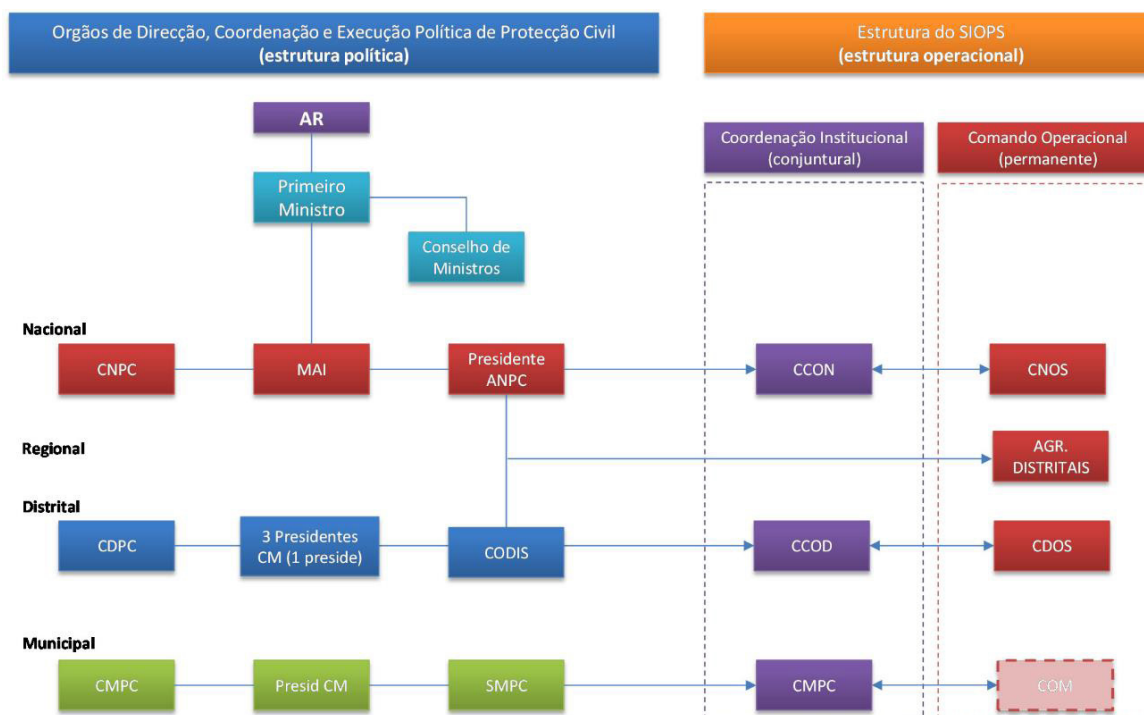 Orgãos de Direcção, Coordenação e Execução Política de Protecção Civil
(estrutura política)
Estrutura do SIOPS
(estrutura operacional)
AR
Coordenação Institucional
(conjuntural)
Comando Operacional
(permanente)
Primeiro
Ministro
Conselho de
Ministros
Nacional
CNPC
MAI
Presidente
ANPC
CCON
CNOS
Regional
AGR.
DISTRITAIS
Distrital
CDPC
3 Presidentes
CM (1 preside)
CODIS
CCOD
CDOS
Municipal
CMPC
Presid CM
SMPC
CMPC
COM